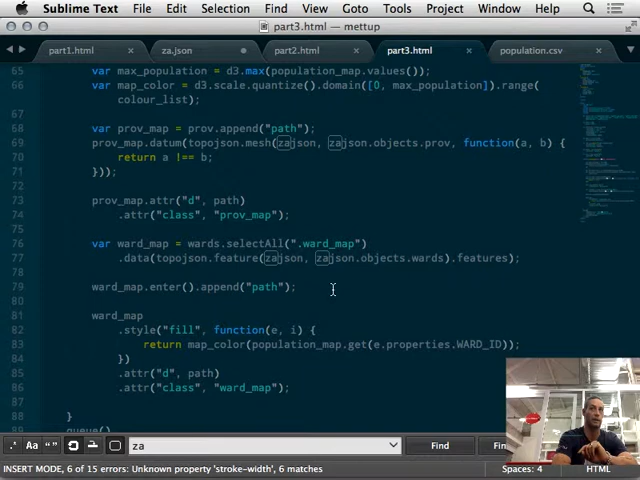 Sublime Text File Edit Selection Find View Goto Tools Project Window Help
part3.html — mettup
part1.html × za.json part2.html × part3.html × population.csv ×
65 var max_population = d3.max(population_map.values());
66 var map_color = d3.scale.quantize().domain([0, max_population]).range(
colour_list);
67
68 var prov_map = prov.append("path");
69 prov_map.datum(topojson.mesh(zajson, zajson.objects.prov, function(a, b) {
70 return a !== b;
71 }));
72
73 prov_map.attr("d", path)
74 .attr("class", "prov_map");
75
76 var ward_map = wards.selectAll(".ward_map")
77 .data(topojson.feature(zajson, zajson.objects.wards).features);
78
79 ward_map.enter().append("path");
80
81 ward_map
82 .style("fill", function(e, i) {
83 return map_color(population_map.get(e.properties.WARD_ID));
84 })
85 .attr("d", path)
86 .attr("class", "ward_map");
87
88 }
89 queue()
.* Aa “” za Find Fin
INSERT MODE, 6 of 15 errors: Unknown property 'stroke-width', 6 matches Spaces: 4 HTML